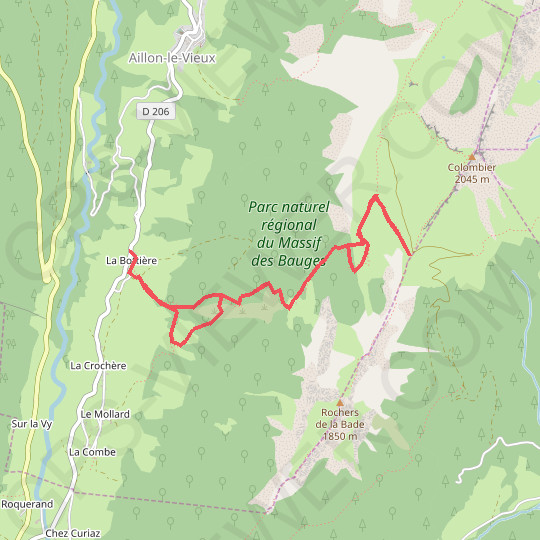 Aillon-le-Vieux
D 206
Colombier
2045 m
Parc naturel
régional
du Massif
des Bauges
La Bottière
La Crochère
Le Mollard
Sur la Vy
La Combe
Roquerand
Chez Curiaz
Rochers
de la Bade
1850 m